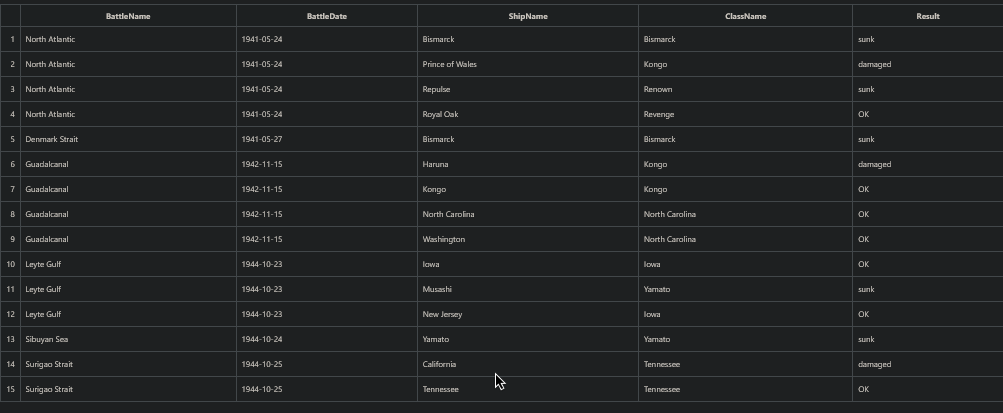 BattleName BattleDate ShipName ClassName Result
1 North Atlantic 1941-05-24 Bismarck Bismarck sunk
2 North Atlantic 1941-05-24 Prince of Wales Kongo damaged
3 North Atlantic 1941-05-24 Repulse Renown sunk
4 North Atlantic 1941-05-24 Royal Oak Revenge OK
5 Denmark Strait 1941-05-27 Bismarck Bismarck sunk
6 Guadalcanal 1942-11-15 Haruna Kongo damaged
7 Guadalcanal 1942-11-15 Kongo Kongo OK
8 Guadalcanal 1942-11-15 North Carolina North Carolina OK
9 Guadalcanal 1942-11-15 Washington North Carolina OK
10 Leyte Gulf 1944-10-23 Iowa Iowa OK
11 Leyte Gulf 1944-10-23 Musashi Yamato sunk
12 Leyte Gulf 1944-10-23 New Jersey Iowa OK
13 Sibuyan Sea 1944-10-24 Yamato Yamato sunk
14 Surigao Strait 1944-10-25 California Tennessee damaged
15 Surigao Strait 1944-10-25 Tennessee Tennessee OK